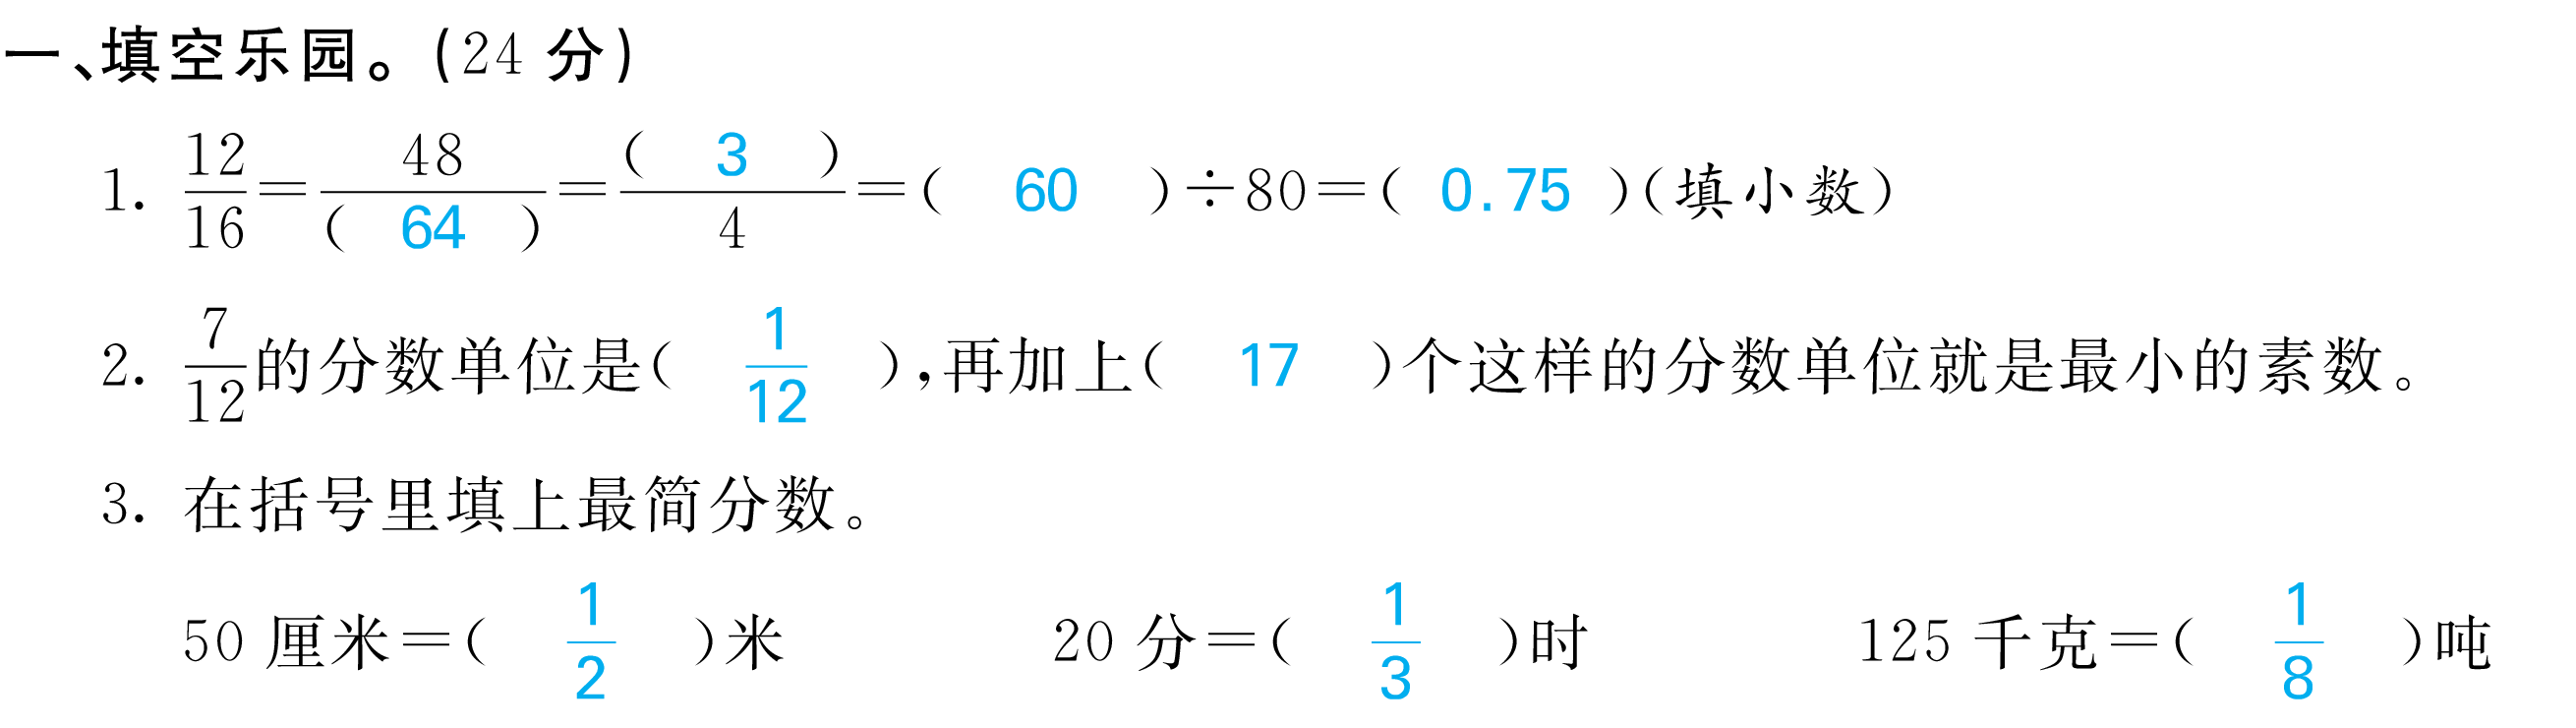 一、填空乐园。(24 分)
1. 12/16=48/( 64 )=( 3 )/4=( 60 )÷80=( 0.75 )(填小数)
2. 7/12的分数单位是( 1/12 ),再加上( 17 )个这样的分数单位就是最小的素数。
3. 在括号里填上最简分数。
50 厘米=( 1/2 )米 20 分=( 1/3 )时 125 千克=( 1/8 )吨